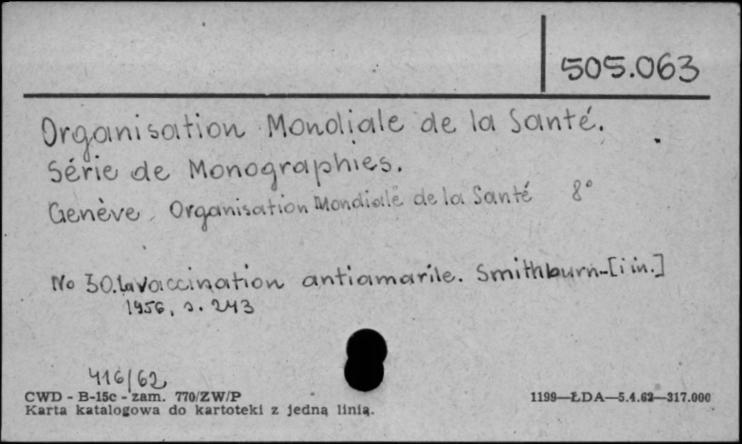 505.063
Organisation Mondiale de la Santé.
Série de Monographies.
Genève, Organisation Mondiale de la Santé 8°
No 30. La Vaccination antiamarile. Smithburn [i in.]
1956, s. 243
416/62
CWD - B-15c - zam. 770/ZW/P
1199—ŁDA—5.4.62—317.000
Karta katalogowa do kartoteki z jedną linią.